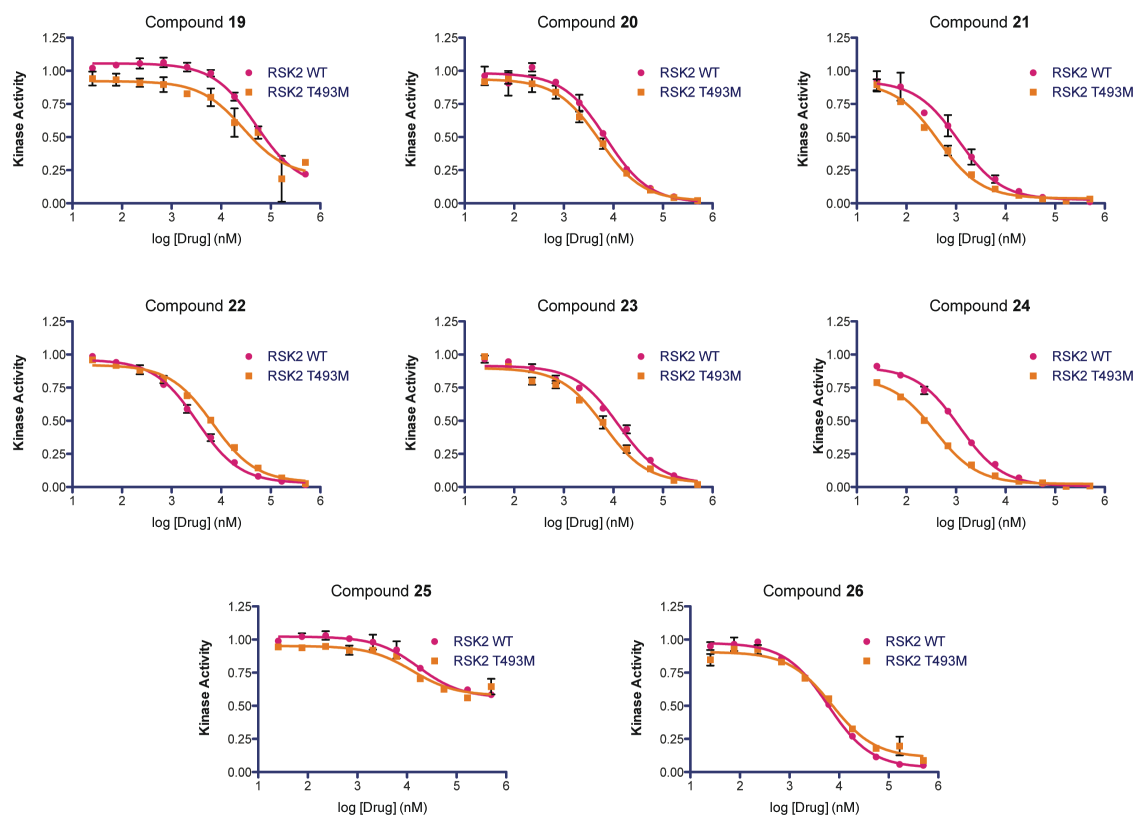 Compound 19
1.25
1.00
0.75
0.50
0.25
0.00
Kinase Activity
RSK2 WT
RSK2 T493M
1 2 3 4 5 6
log [Drug] (nM)
Compound 20
1.25
1.00
0.75
0.50
0.25
0.00
Kinase Activity
RSK2 WT
RSK2 T493M
1 2 3 4 5 6
log [Drug] (nM)
Compound 21
1.25
1.00
0.75
0.50
0.25
0.00
Kinase Activity
RSK2 WT
RSK2 T493M
1 2 3 4 5 6
log [Drug] (nM)
Compound 22
1.25
1.00
0.75
0.50
0.25
0.00
Kinase Activity
RSK2 WT
RSK2 T493M
1 2 3 4 5 6
log [Drug] (nM)
Compound 23
1.25
1.00
0.75
0.50
0.25
0.00
Kinase Activity
RSK2 WT
RSK2 T493M
1 2 3 4 5 6
log [Drug] (nM)
Compound 24
1.25
1.00
0.75
0.50
0.25
0.00
Kinase Activity
RSK2 WT
RSK2 T493M
1 2 3 4 5 6
log [Drug] (nM)
Compound 25
1.25
1.00
0.75
0.50
0.25
0.00
Kinase Activity
RSK2 WT
RSK2 T493M
1 2 3 4 5 6
log [Drug] (nM)
Compound 26
1.25
1.00
0.75
0.50
0.25
0.00
Kinase Activity
RSK2 WT
RSK2 T493M
1 2 3 4 5 6
log [Drug] (nM)